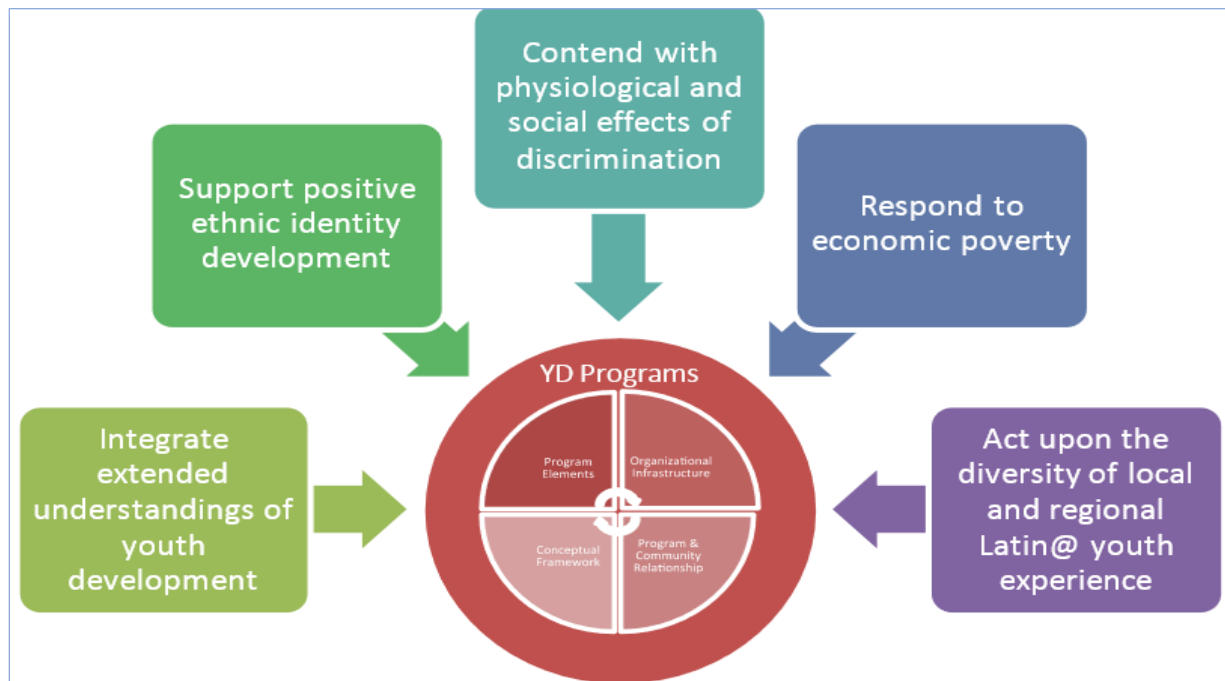 Contend with
physiological and
social effects of
discrimination
Support positive
ethnic identity
development
Respond to
economic poverty
Integrate
extended
understandings of
youth
development
YD Programs
Program
Elements
Organizational
Infrastructure
Conceptual
Framework
Program &
Community
Relationship
Act upon the
diversity of local
and regional
Latin@ youth
experience